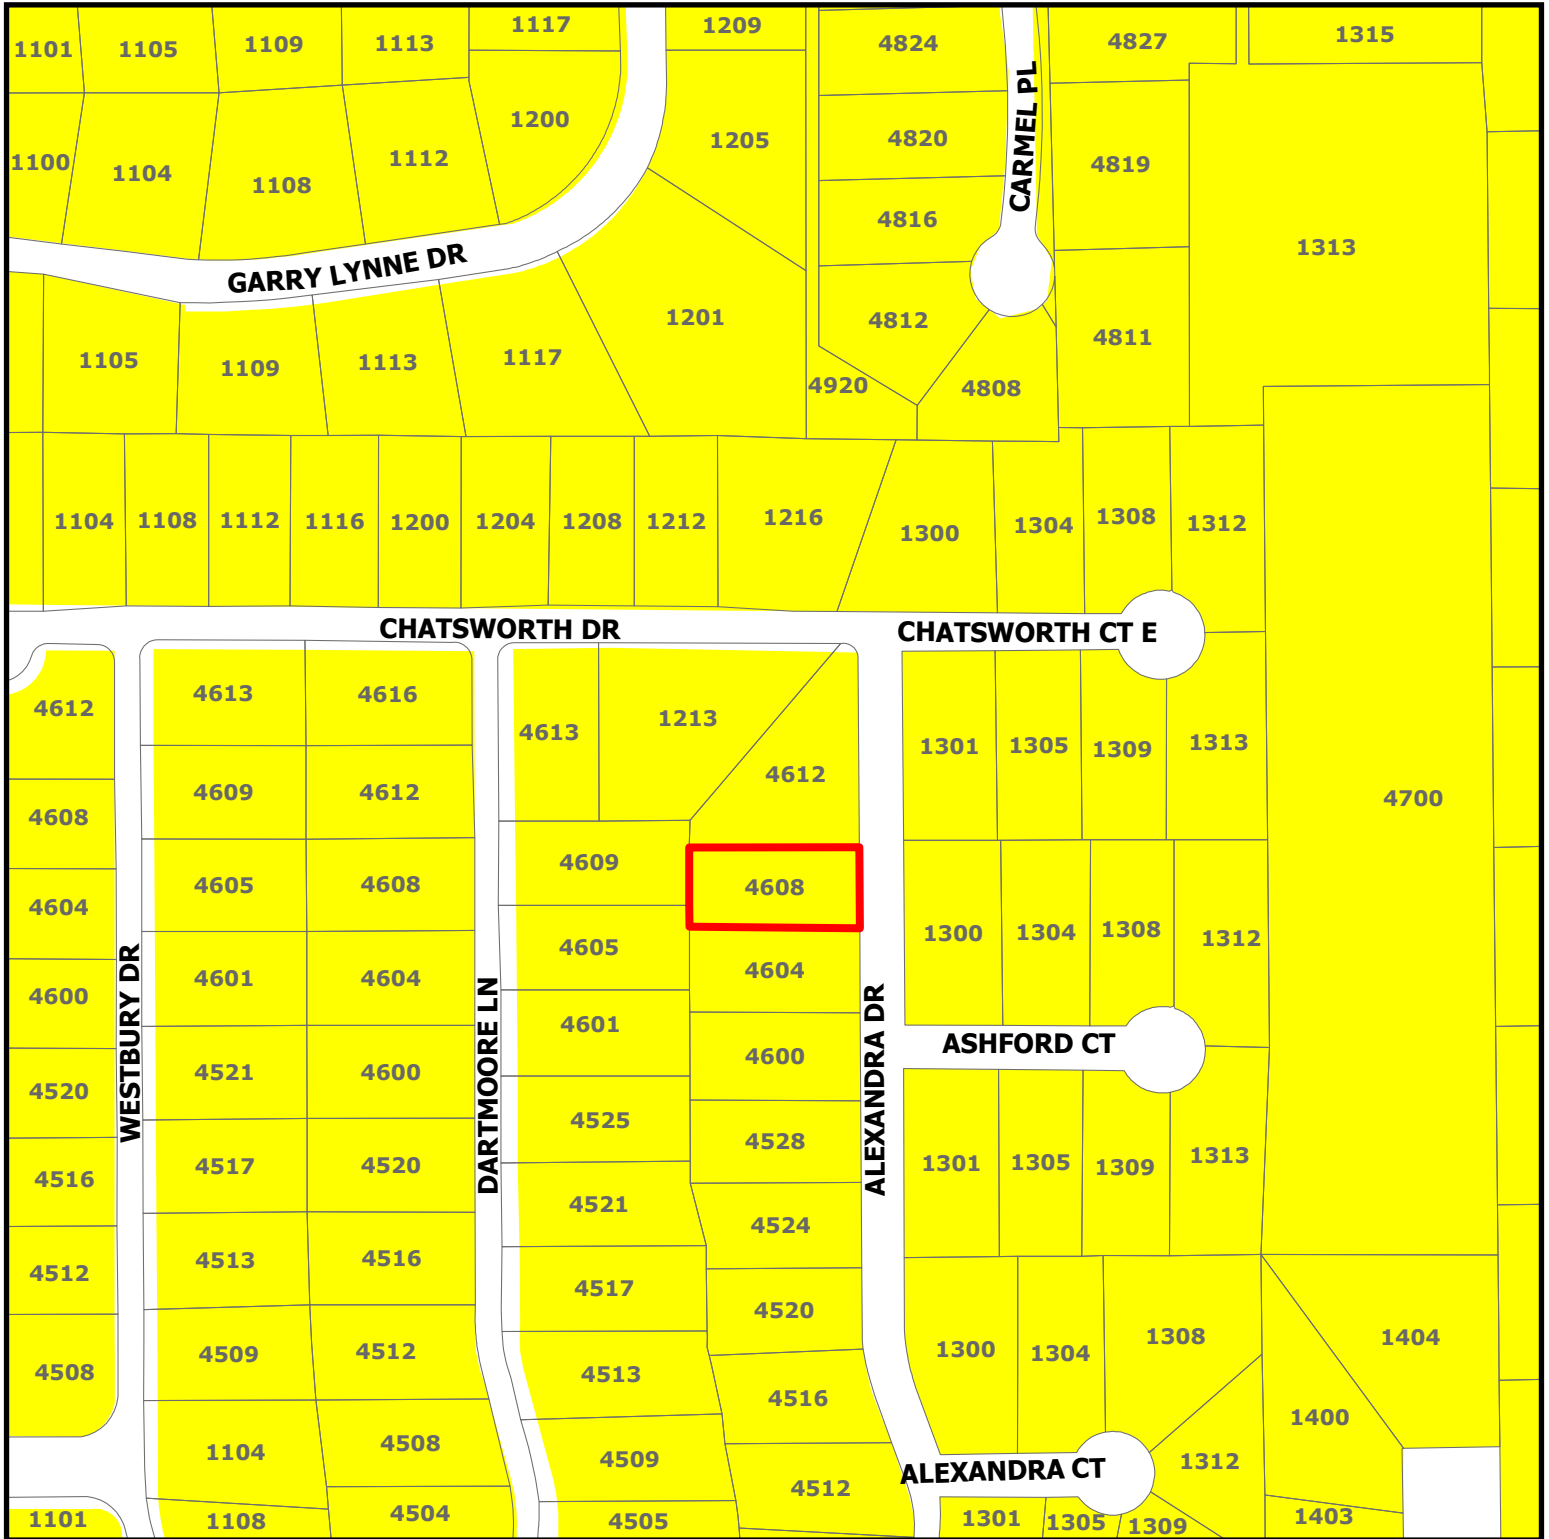 1101 1105 1109 1113 1117 1209 4824 4827 1315
1100 1104 1108 1112 1200 1205 4820 4819
CARMEL PL
4816 1313
GARRY LYNNE DR
1105 1109 1113 1117 1201 4812 4811
4920 4808
1104 1108 1112 1116 1200 1204 1208 1212 1216 1300 1304 1308 1312
CHATSWORTH DR
CHATSWORTH CT E
4612 4613 4616 4613 1213 4612 1301 1305 1309 1313
4700
4608 4609 4612
4609 4608
4604 4605 4608
1300 1304 1308 1312
4605 4604
4600 4601 4604
WESTBURY DR
DARTMOORE LN
ALEXANDRA DR
4601 4600
ASHFORD CT
4520 4521 4600
4525 4528
4516 4517 4520
1301 1305 1309 1313
4521 4524
4512 4513 4516
4517 4520
4508 4509 4512
1300 1304 1308 1404
4513 4516
1400
1104 4508
4509 4512
ALEXANDRA CT
1312
1101 1108 4504 4505 1301 1305 1309 1403